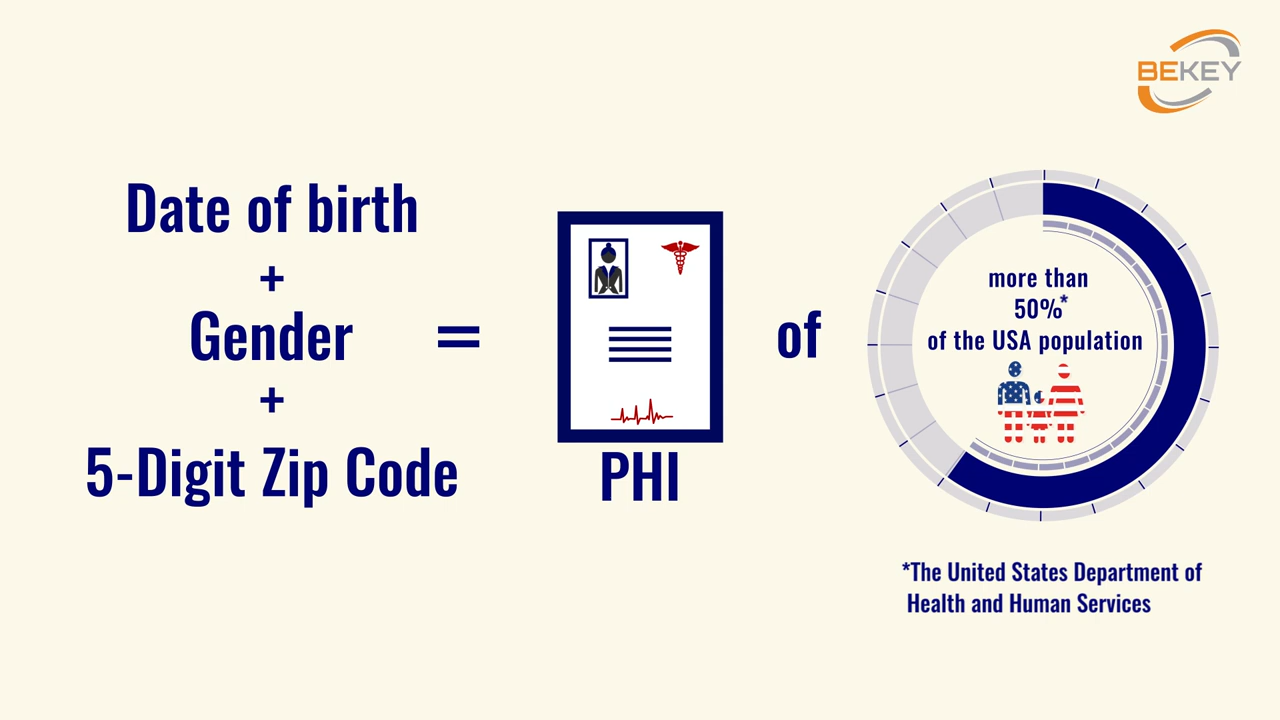 BEKEY
Date of birth
+
Gender
+
5-Digit Zip Code
=
PHI
of
more than
50%*
of the USA population
*The United States Department of
Health and Human Services